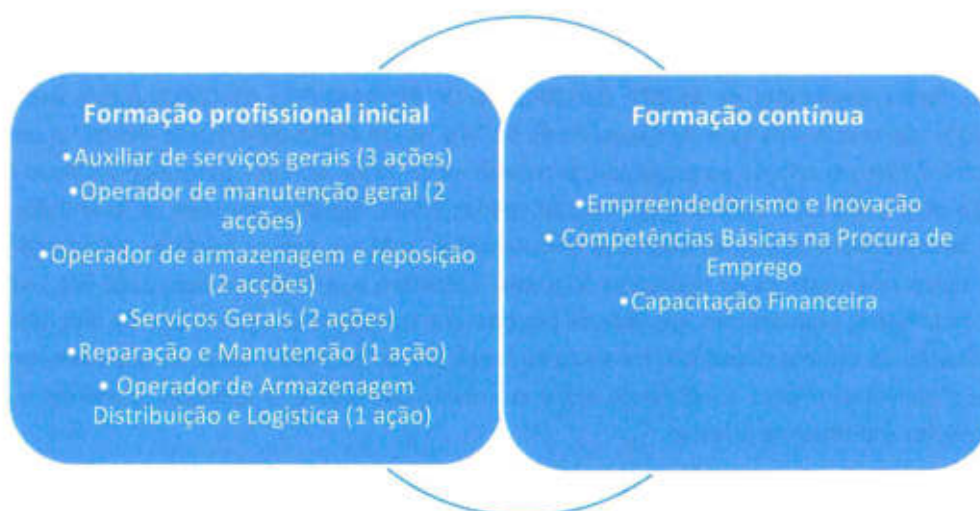 Formação profissional inicial
•Auxiliar de serviços gerais (3 ações)
•Operador de manutenção geral (2
acções)
•Operador de armazenagem e reposição
(2 acções)
•Serviços Gerais (2 ações)
•Reparação e Manutenção (1 ação)
• Operador de Armazenagem
Distribuição e Logistica (1 ação)
Formação contínua
•Empreendedorismo e Inovação
• Competências Básicas na Procura de
Emprego
•Capacitação Financeira